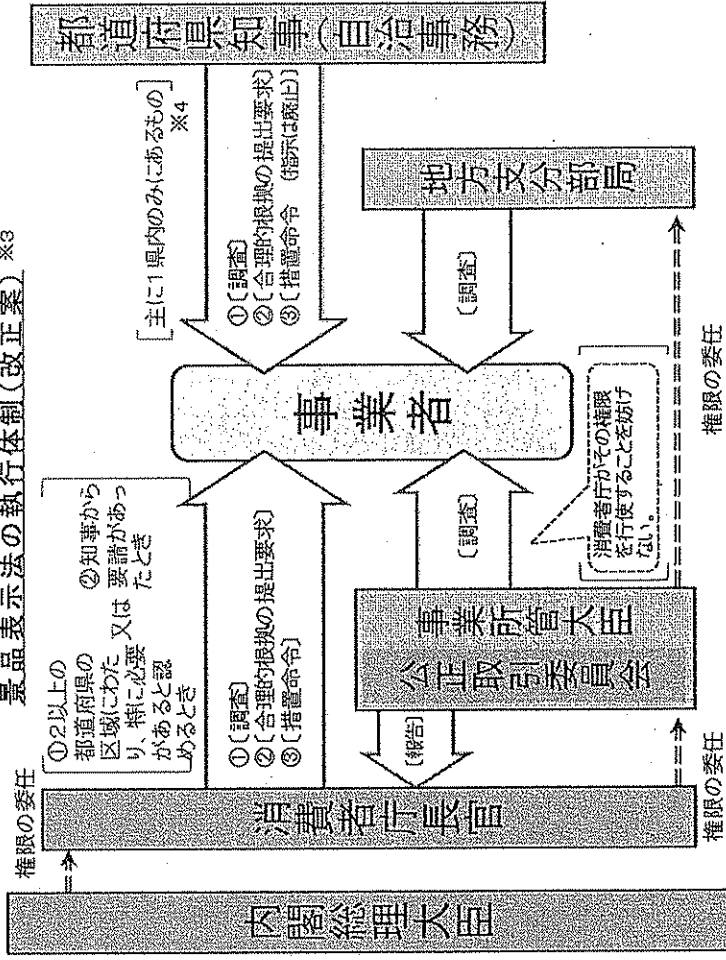 景品表示法の執行体制(改正案)※3
内閣総理大臣
権限の委任
消費者庁長官
①2以上の
都道府県の
区域にわた
り、特に必要
があると認
めるとき
又は
②知事から
要請があっ
たとき
①〔調査〕
②〔合理的根拠の提出要求〕
③〔措置命令〕
事業者
都道府県知事(自治事務)
[主に1県内のみにあるもの]
※4
①〔調査〕
②〔合理的根拠の提出要求〕
③〔措置命令 (指示は廃止)〕
〔報告〕
権限の委任
事業所管大臣
公正取引委員会
〔調査〕
消費者庁がその権限
を行使することを妨げ
ない。
権限の委任
地方支分部局
〔調査〕